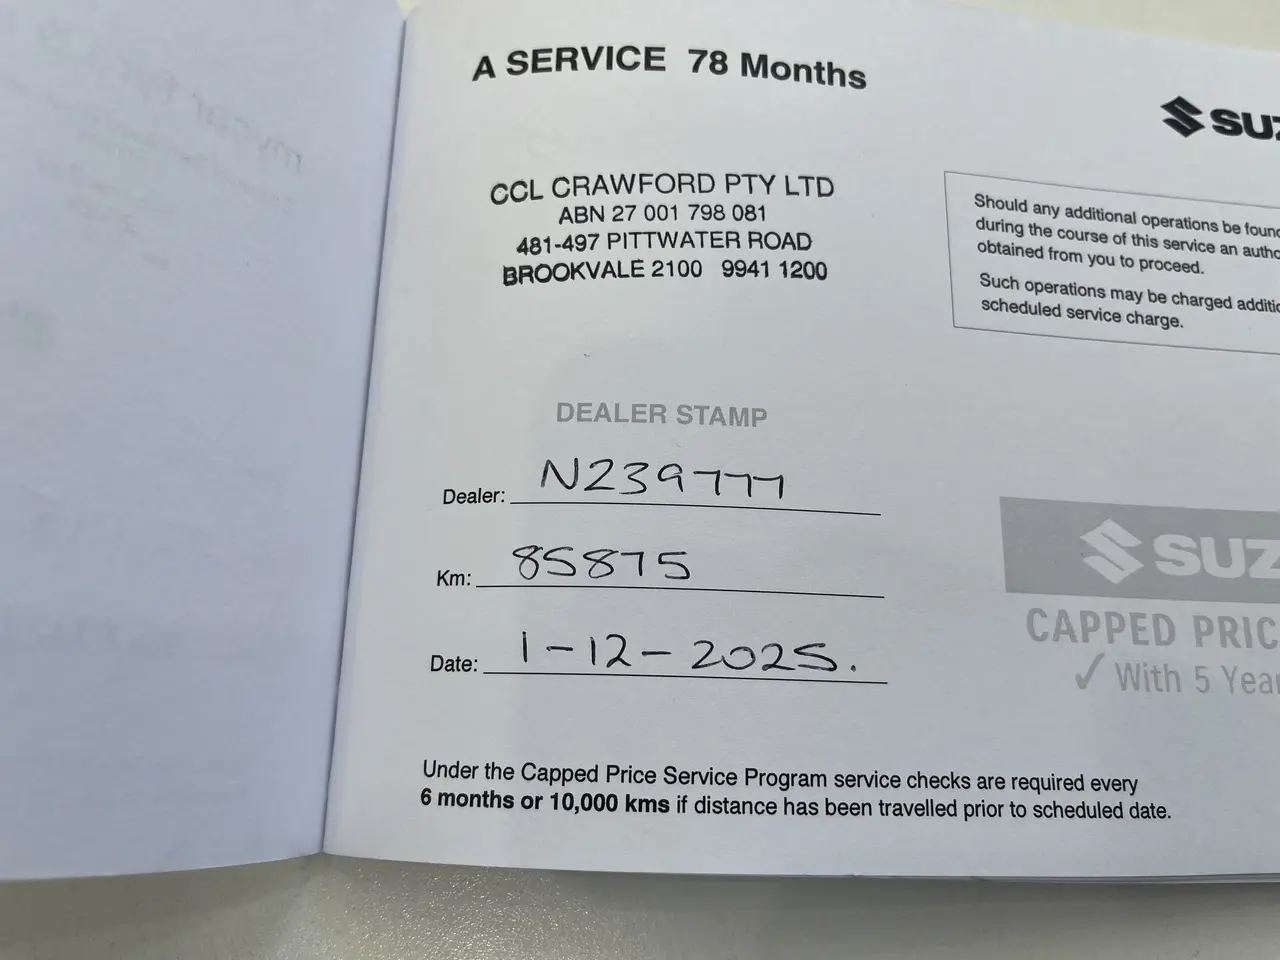 A SERVICE 78 Months
SUZ
CCL CRAWFORD PTY LTD
ABN 27 001 798 081
481-497 PITTWATER ROAD
BROOKVALE 2100 9941 1200
Should any additional operations be found
during the course of this service an autho
obtained from you to proceed.
Such operations may be charged additio
scheduled service charge.
DEALER STAMP
Dealer: N239777
Km: 85875
Date: 1-12-2025.
SUZ
CAPPED PRIC
✓ With 5 Year
Under the Capped Price Service Program service checks are required every
6 months or 10,000 kms if distance has been travelled prior to scheduled date.